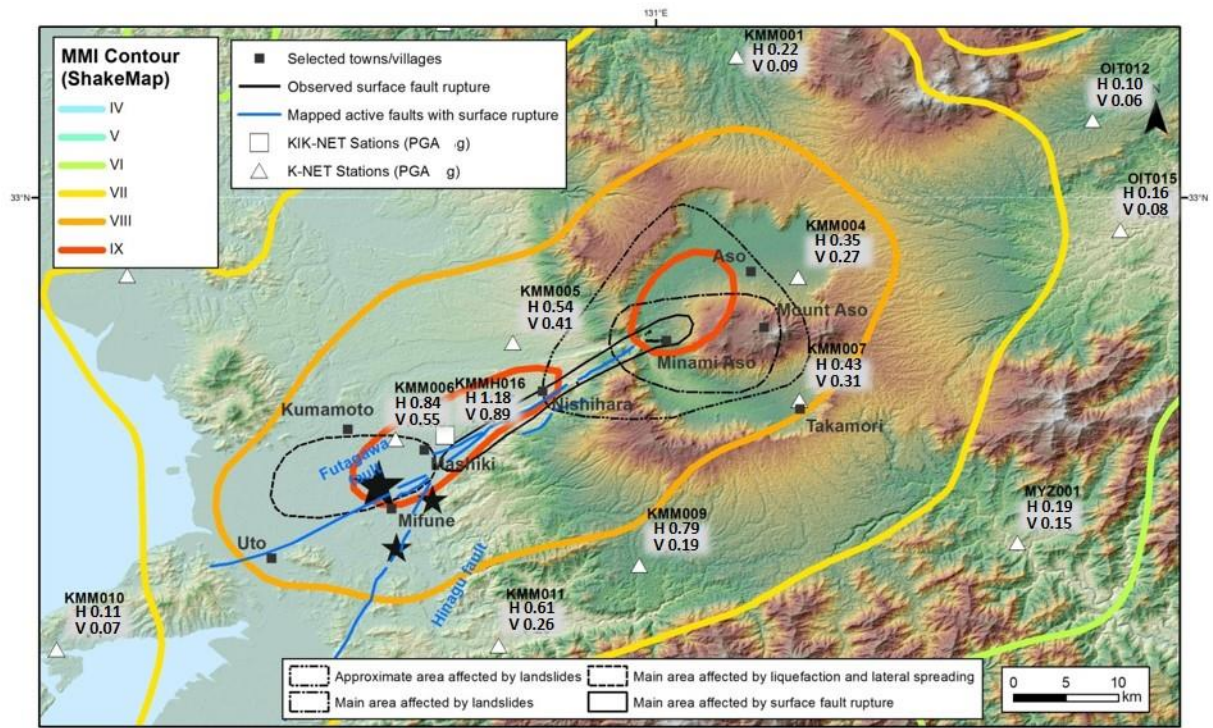 131°E
MMI Contour
(ShakeMap)
IV
V
VI
VII
VIII
IX
Selected towns/villages
Observed surface fault rupture
Mapped active faults with surface rupture
KIK-NET Sations (PGA g)
K-NET Stations (PGA g)
KMM001
H 0.22
V 0.09
OIT012
H 0.10
V 0.06
33°N
33°N
OIT015
H 0.16
V 0.08
KMM004
H 0.35
V 0.27
Aso
KMM005
H 0.54
V 0.41
Mount Aso
Minami Aso
KMM007
H 0.43
V 0.31
KMM006
H 0.84
V 0.55
KMMH016
H 1.18
V 0.89
Nishihara
Kumamoto
Takamori
Futagawa
fault
Mashiki
Mifune
Uto
Hinagu fault
KMM009
H 0.79
V 0.19
MYZ001
H 0.19
V 0.15
KMM010
H 0.11
V 0.07
KMM011
H 0.61
V 0.26
Approximate area affected by landslides
Main area affected by liquefaction and lateral spreading
Main area affected by landslides
Main area affected by surface fault rupture
0 5 10
km